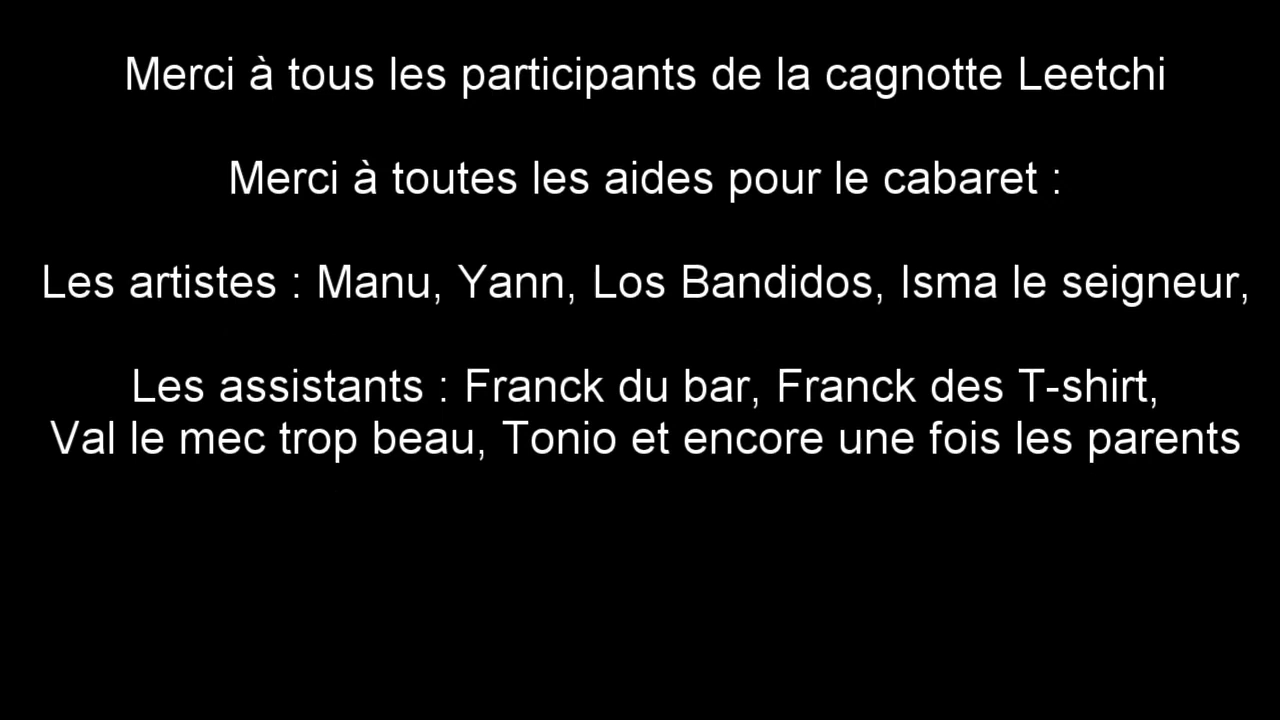 Merci à tous les participants de la cagnotte Leetchi
Merci à toutes les aides pour le cabaret :
Les artistes : Manu, Yann, Los Bandidos, Isma le seigneur,
Les assistants : Franck du bar, Franck des T-shirt,
Val le mec trop beau, Tonio et encore une fois les parents